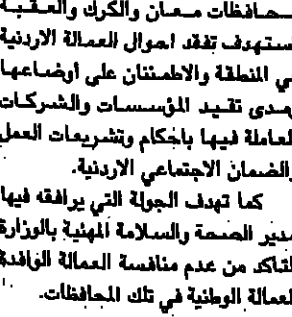 محافظات معان والكرك والعقبة
تستهدف تفقد احوال العمالة الاردنية
في المنطقة والاطمئنان على أوضاعها
ومدى تقيد المؤسسات والشركات
العاملة فيها باحكام وتشريعات العمل
والضمان الاجتماعي الاردنية.
كما تهدف الجولة التي يرافقه فيها
مدير الصحة والسلامة المهنية بالوزارة
للتاكد من عدم منافسة العمالة الوافدة
للعمالة الوطنية في تلك المحافظات.